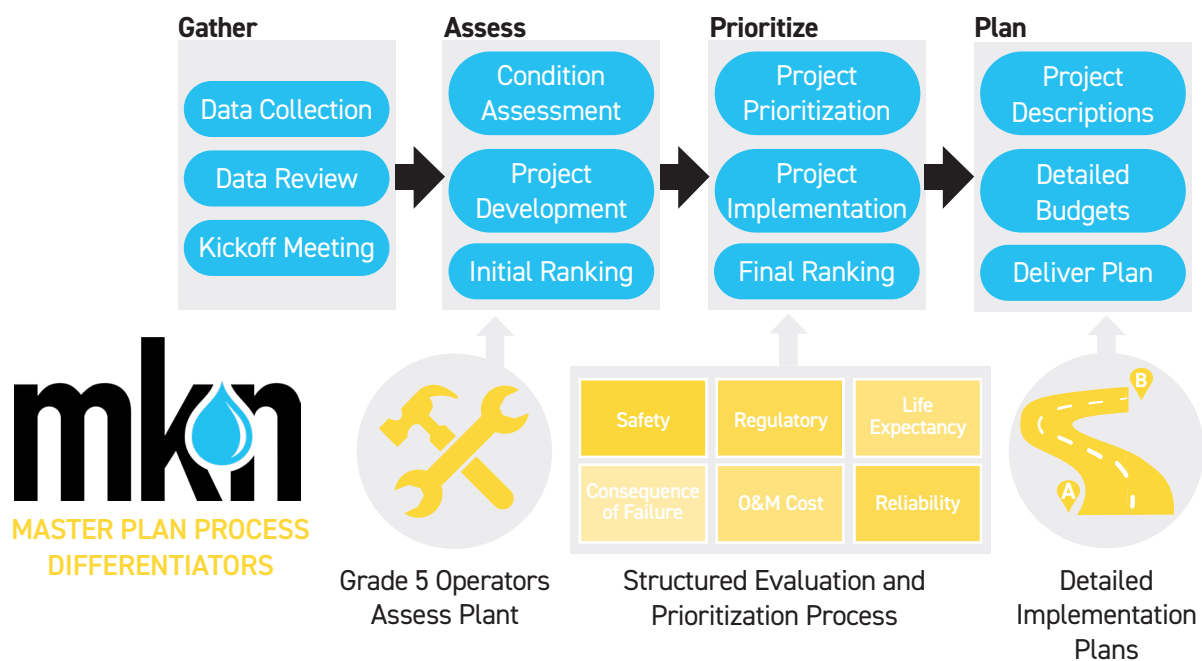 Gather
Data Collection
Data Review
Kickoff Meeting
Assess
Condition
Assessment
Project
Development
Initial Ranking
Prioritize
Project
Prioritization
Project
Implementation
Final Ranking
Plan
Project
Descriptions
Detailed
Budgets
Deliver Plan
mkn
MASTER PLAN PROCESS
DIFFERENTIATORS
Grade 5 Operators
Assess Plant
Safety
Regulatory
Life
Expectancy
Consequence
of Failure
O&M Cost
Reliability
Structured Evaluation and
Prioritization Process
B
A
Detailed
Implementation
Plans